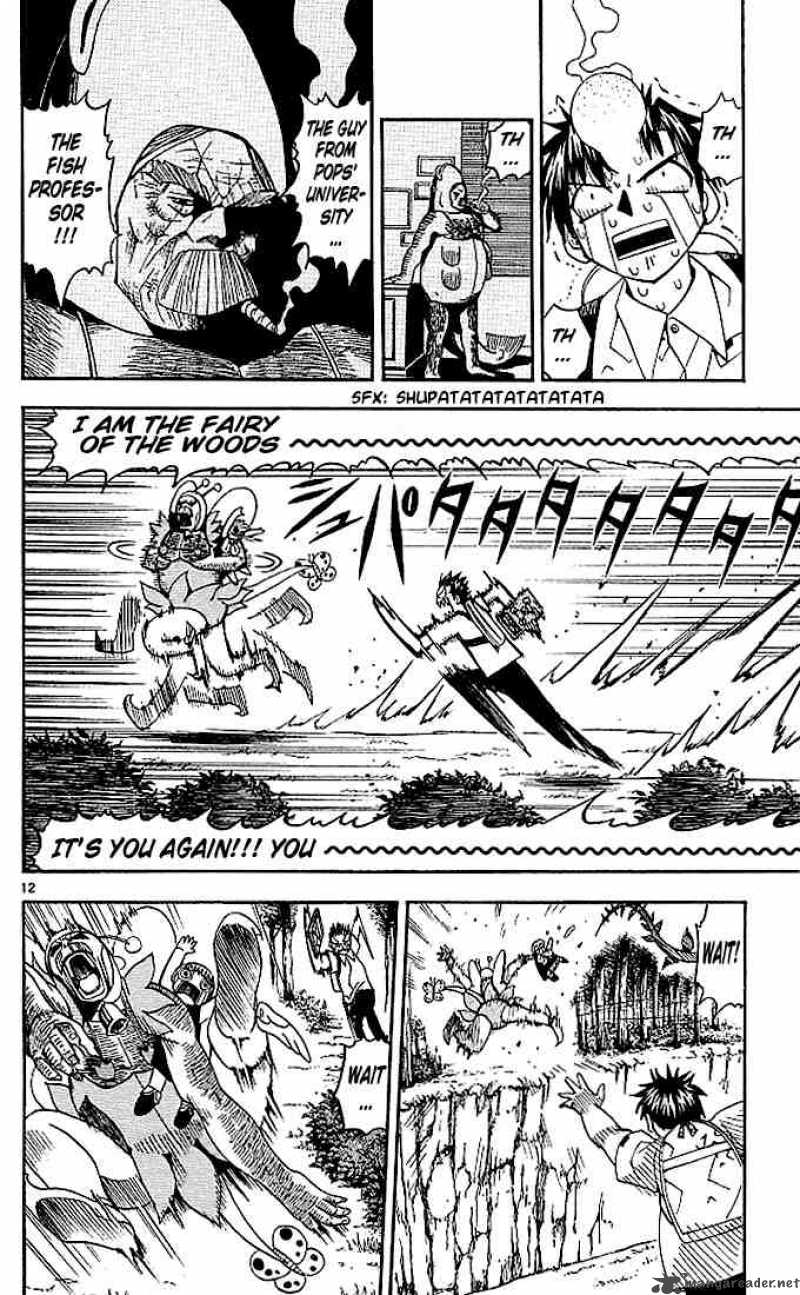 TH
...
TH
...
TH
...
THE GUY
FROM
POPS'
UNIVER-
SITY
...
THE
FISH
PROFES-
SOR
!!!
SFX: SHUPATATATATATATATA
I AM THE FAIRY
OF THE WOODS
シュパタタタタタタタ
IT'S YOU AGAIN!!! YOU
12
WAIT!
WAIT
...
mangareader.net